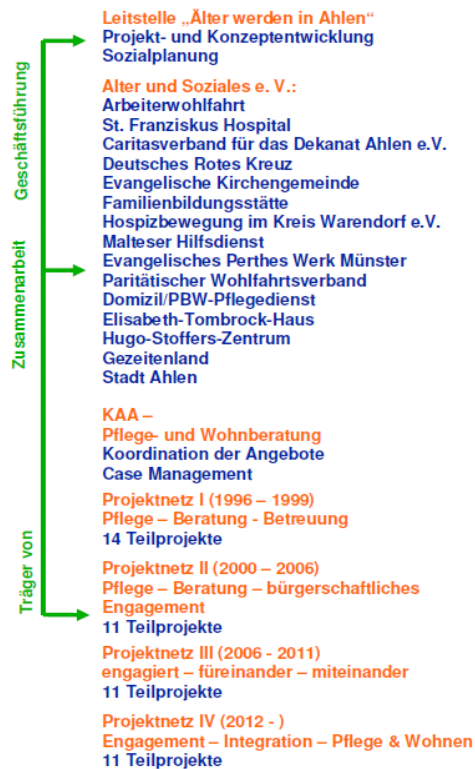 Leitstelle „Älter werden in Ahlen“
Projekt- und Konzeptentwicklung
Sozialplanung
Geschäftsführung
Alter und Soziales e. V.:
Arbeiterwohlfahrt
St. Franziskus Hospital
Caritasverband für das Dekanat Ahlen e.V.
Deutsches Rotes Kreuz
Evangelische Kirchengemeinde
Familienbildungsstätte
Hospizbewegung im Kreis Warendorf e.V.
Malteser Hilfsdienst
Evangelisches Perthes Werk Münster
Paritätischer Wohlfahrtsverband
Domizil/PBW-Pflegedienst
Elisabeth-Tombrock-Haus
Hugo-Stoffers-Zentrum
Gezeitenland
Stadt Ahlen
Zusammenarbeit
KAA –
Pflege- und Wohnberatung
Koordination der Angebote
Case Management
Projektnetz I (1996 – 1999)
Pflege – Beratung - Betreuung
14 Teilprojekte
Träger von
Projektnetz II (2000 – 2006)
Pflege – Beratung – bürgerschaftliches
Engagement
11 Teilprojekte
Projektnetz III (2006 - 2011)
engagiert – füreinander – miteinander
11 Teilprojekte
Projektnetz IV (2012 - )
Engagement – Integration – Pflege & Wohnen
11 Teilprojekte